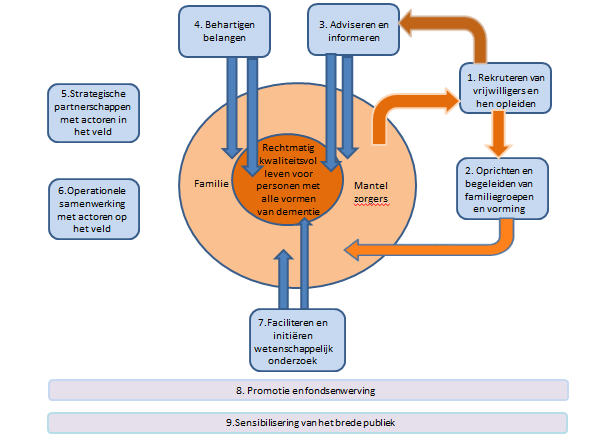 4. Behartigen
belangen
3. Adviseren en
informeren
1. Rekruteren van
vrijwilligers en
hen opleiden
5.Strategische
partnerschappen
met actoren in
het veld
Rechtmatig
kwaliteitsvol
leven voor
personen met
alle vormen
van dementie
Familie
Mantel
zorgers
2. Oprichten en
begeleiden van
familiegroepen
en vorming
6.Operationele
samenwerking
met actoren op
het veld
7.Faciliteren en
initiëren
wetenschappelijk
onderzoek
8. Promotie en fondsenwerving
9.Sensibilisering van het brede publiek